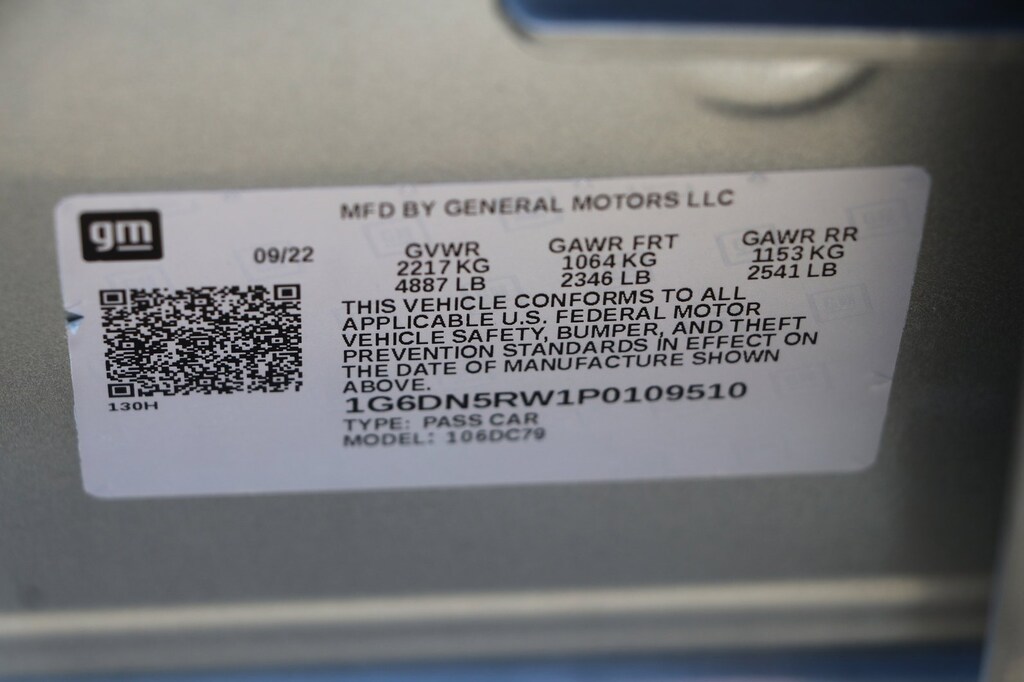 gm
MFD BY GENERAL MOTORS LLC
09/22
GVWR
2217 KG
4887 LB
GAWR FRT
1064 KG
2346 LB
GAWR RR
1153 KG
2541 LB
THIS VEHICLE CONFORMS TO ALL
APPLICABLE U.S. FEDERAL MOTOR
VEHICLE SAFETY, BUMPER, AND THEFT
PREVENTION STANDARDS IN EFFECT ON
THE DATE OF MANUFACTURE SHOWN
ABOVE.
130H
1G6DN5RW1P0109510
TYPE: PASS CAR
MODEL: 106DC79